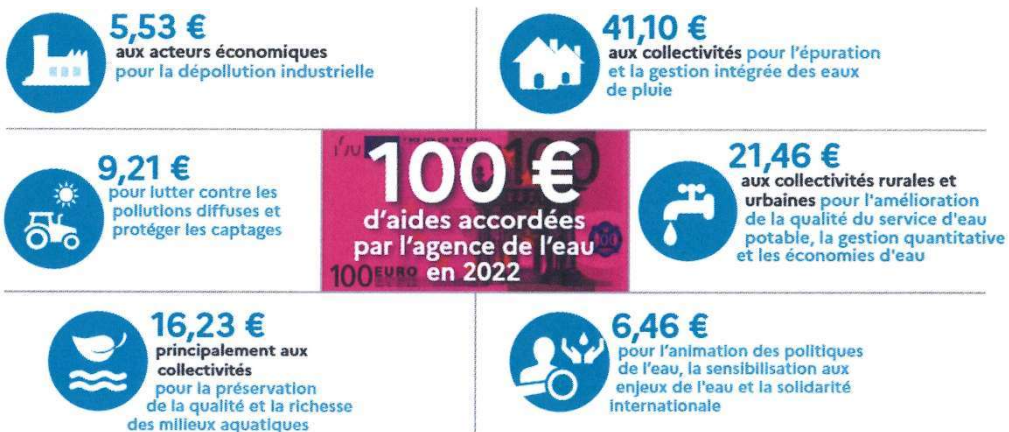 5,53 €
aux acteurs économiques
pour la dépollution industrielle
41,10 €
aux collectivités pour l'épuration
et la gestion intégrée des eaux
de pluie
9,21 €
pour lutter contre les
pollutions diffuses et
protéger les captages
100 €
d'aides accordées
par l'agence de l'eau
en 2022
100 EURO
21,46 €
aux collectivités rurales et
urbaines pour l'amélioration
de la qualité du service d'eau
potable, la gestion quantitative
et les économies d'eau
16,23 €
principalement aux
collectivités
pour la préservation
de la qualité et la richesse
des milieux aquatiques
6,46 €
pour l'animation des politiques
de l'eau, la sensibilisation aux
enjeux de l'eau et la solidarité
internationale